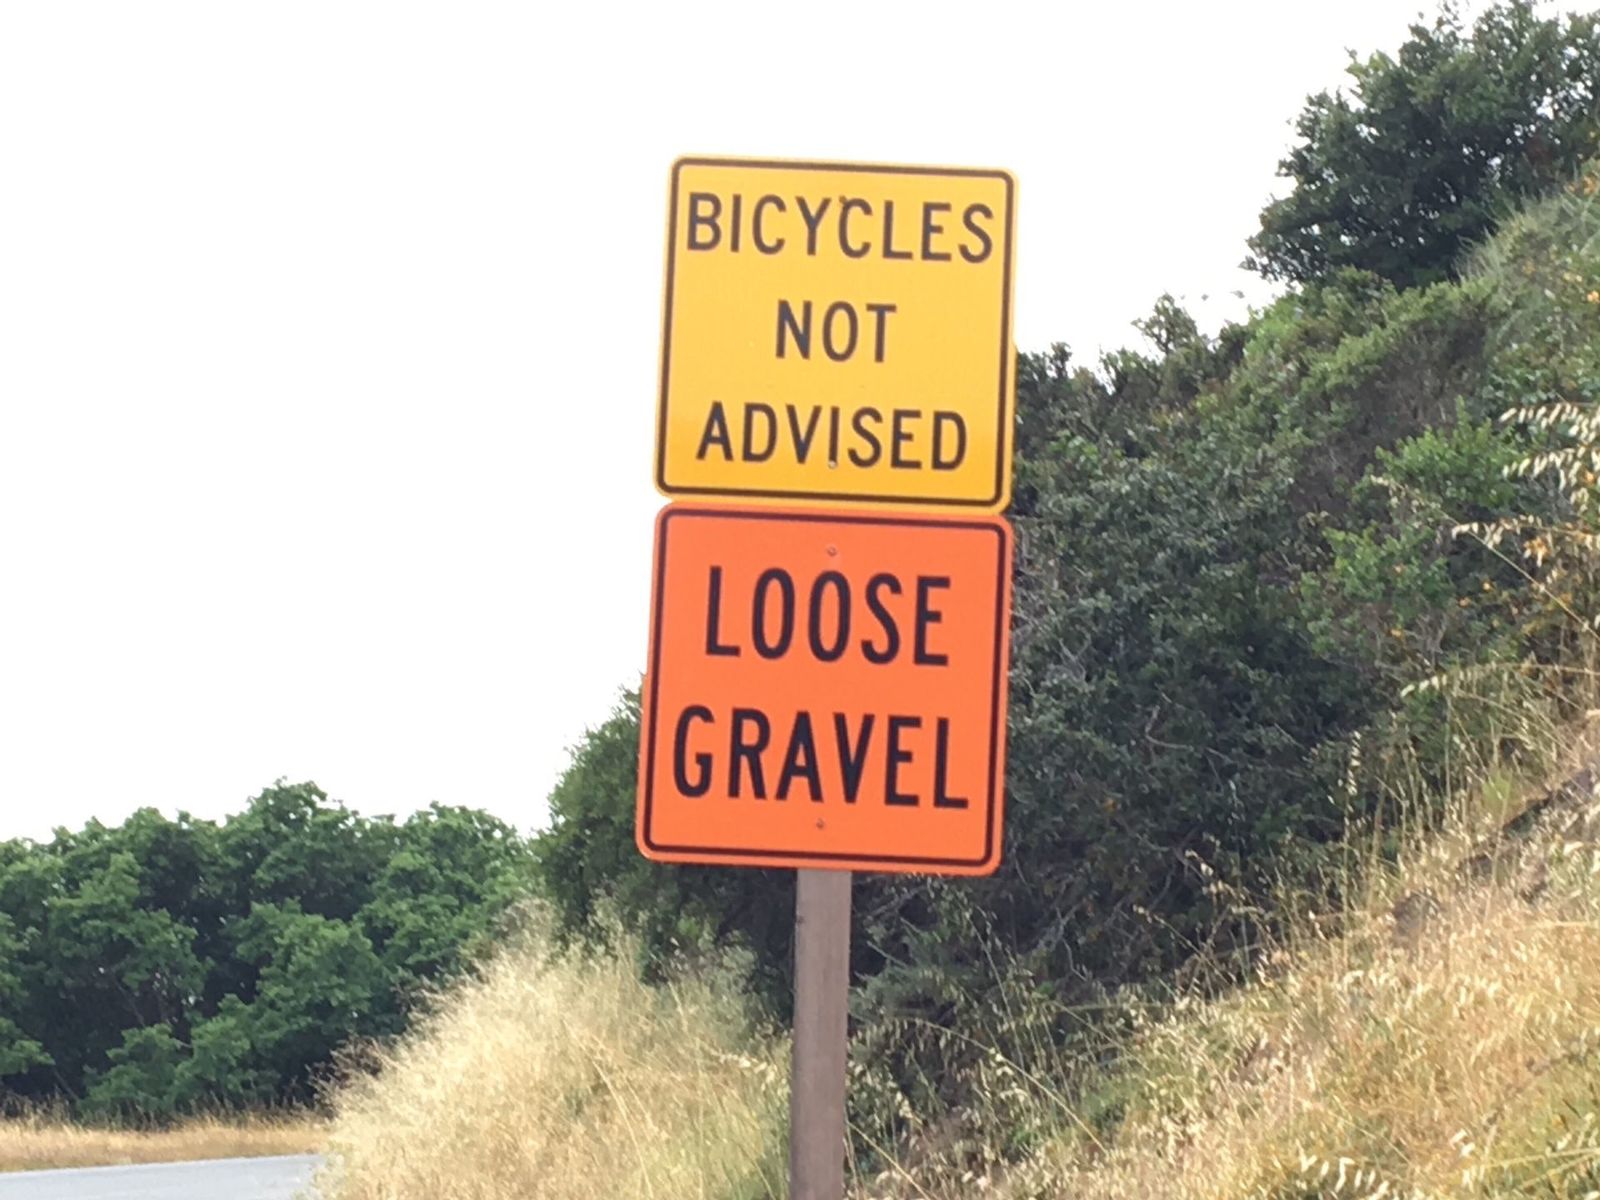 BICYCLES
NOT
ADVISED
LOOSE
GRAVEL